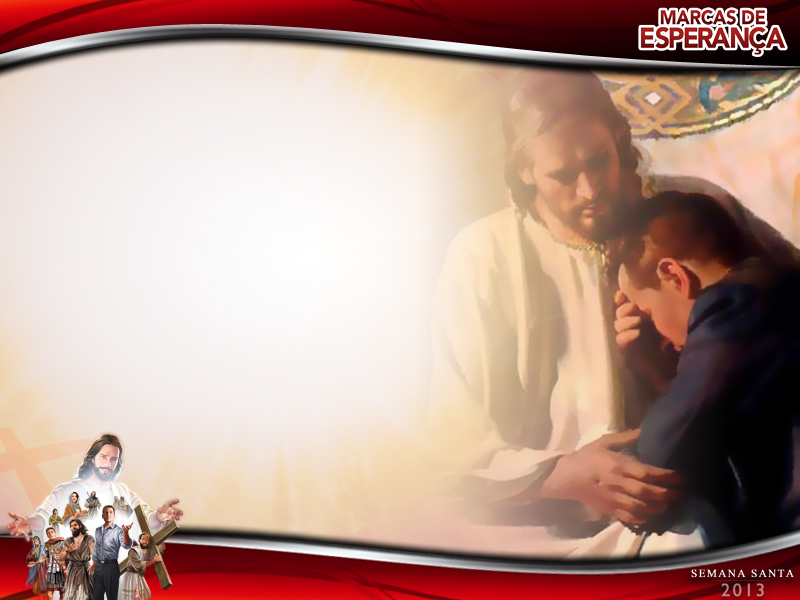 MARCAS DE
ESPERANÇA
SEMANA SANTA
2013